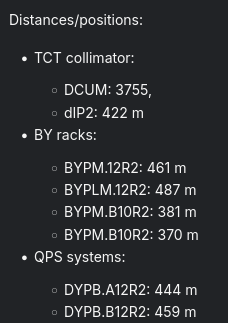 Distances/positions:
• TCT collimator:
◦ DCUM: 3755,
◦ dIP2: 422 m
• BY racks:
◦ BYPM.12R2: 461 m
◦ BYPLM.12R2: 487 m
◦ BYPM.B10R2: 381 m
◦ BYPM.B10R2: 370 m
• QPS systems:
◦ DYPB.A12R2: 444 m
◦ DYPB.B12R2: 459 m